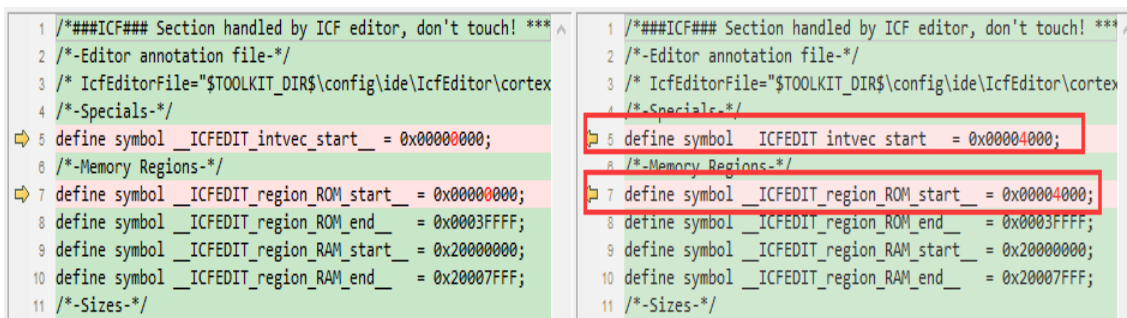 1 /*###ICF### Section handled by ICF editor, don't touch! ***
2 /*-Editor annotation file-*/
3 /* IcfEditorFile="$TOOLKIT_DIR$\config\ide\IcfEditor\cortex
4 /*-Specials-*/
5 define symbol __ICFEDIT_intvec_start__ = 0x00000000;
6 /*-Memory Regions-*/
7 define symbol __ICFEDIT_region_ROM_start__ = 0x00000000;
8 define symbol __ICFEDIT_region_ROM_end__ = 0x0003FFFF;
9 define symbol __ICFEDIT_region_RAM_start__ = 0x20000000;
10 define symbol __ICFEDIT_region_RAM_end__ = 0x20007FFF;
11 /*-Sizes-*/
1 /*###ICF### Section handled by ICF editor, don't touch! ***
2 /*-Editor annotation file-*/
3 /* IcfEditorFile="$TOOLKIT_DIR$\config\ide\IcfEditor\cortex
4 /*-Specials-*/
5 define symbol __ICFEDIT_intvec_start__ = 0x00004000;
6 /*-Memory Regions-*/
7 define symbol __ICFEDIT_region_ROM_start__ = 0x00004000;
8 define symbol __ICFEDIT_region_ROM_end__ = 0x0003FFFF;
9 define symbol __ICFEDIT_region_RAM_start__ = 0x20000000;
10 define symbol __ICFEDIT_region_RAM_end__ = 0x20007FFF;
11 /*-Sizes-*/